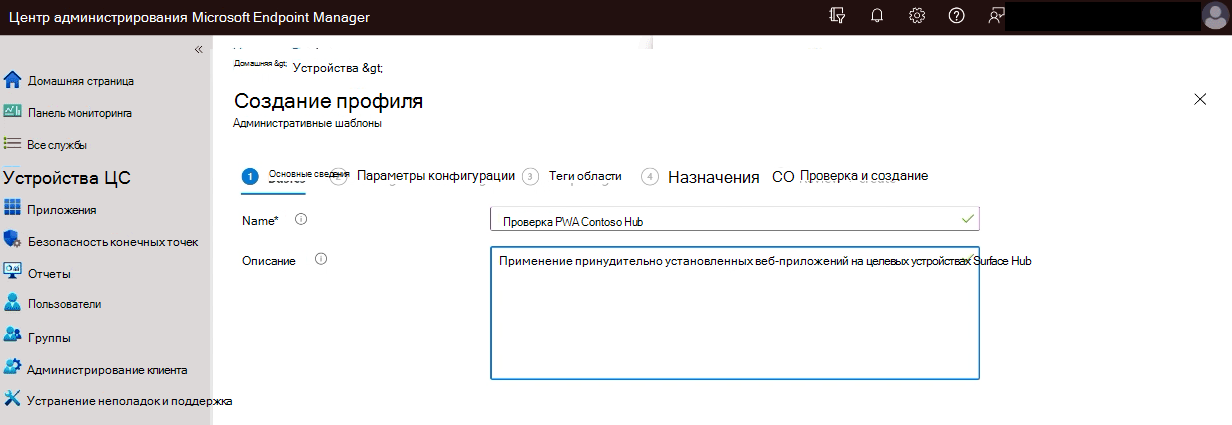 Центр администрирования Microsoft Endpoint Manager
«
Домашняя страница
Панель мониторинга
Все службы
Устройства ЦС
Приложения
Безопасность конечных точек
Отчеты
Пользователи
Группы
Администрирование клиента
Устранение неполадок и поддержка
Домашняя &gt; Устройства &gt;
Создание профиля
Административные шаблоны
1 Основные сведения 2 Параметры конфигурации 3 Теги области 4 Назначения СО Проверка и создание
Name* Проверка PWA Contoso Hub
Описание Применение принудительно установленных веб-приложений на целевых устройствах Surface Hub